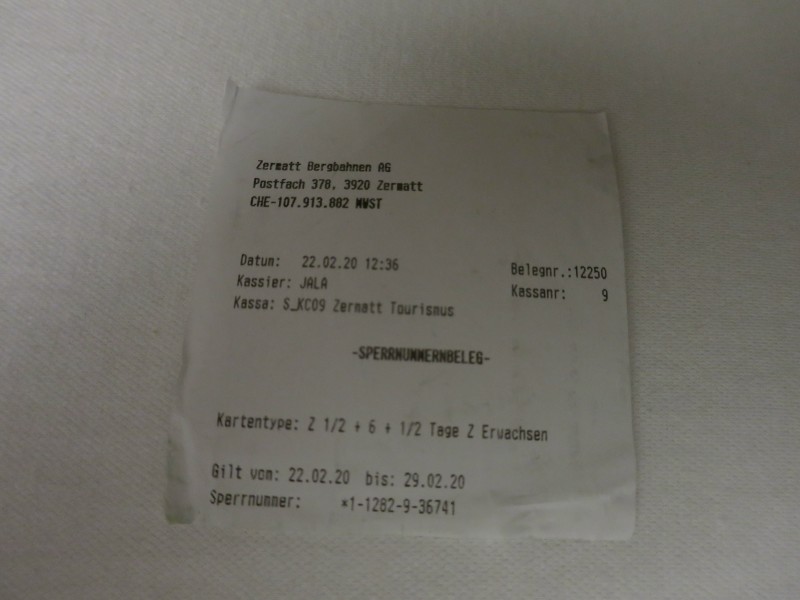 Zermatt Bergbahnen AG
Postfach 378, 3920 Zermatt
CHE-107.913.882 MWST
Datum: 22.02.20 12:36 Belegnr.:12250
Kassier: JALA Kassanr: 9
Kassa: S_KC09 Zermatt Tourismus
-SPERRNUMMERNBELEG-
Kartentype: Z 1/2 + 6 + 1/2 Tage Z Erwachsen
Gilt vom: 22.02.20 bis: 29.02.20
Sperrnummer: *1-1282-9-36741